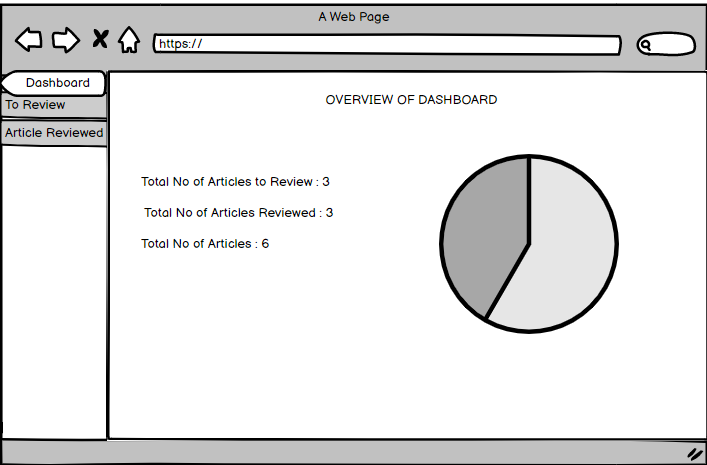 A Web Page
https://
Dashboard
To Review
Article Reviewed
OVERVIEW OF DASHBOARD
Total No of Articles to Review : 3
Total No of Articles Reviewed : 3
Total No of Articles : 6